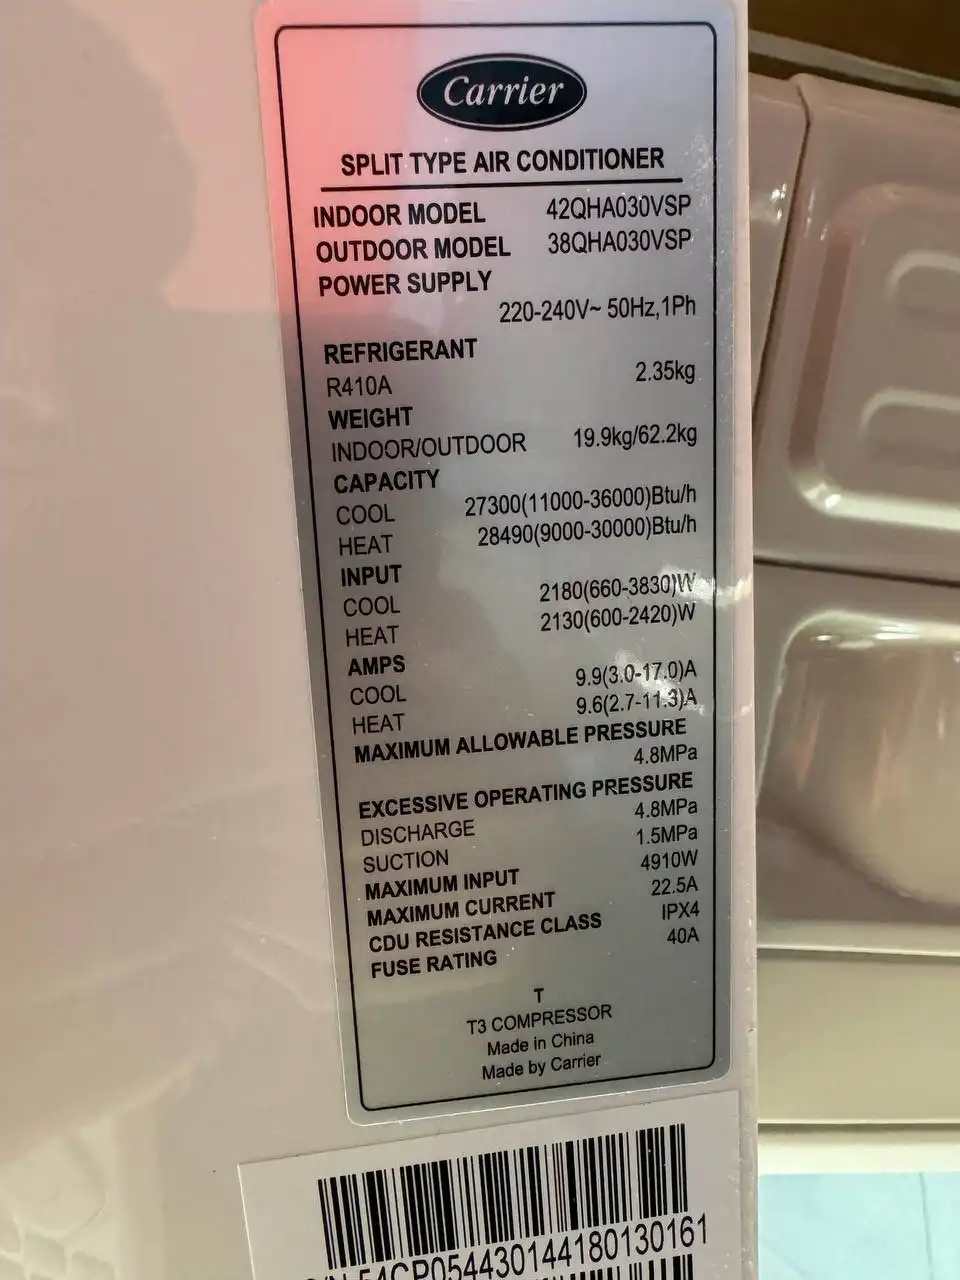 Carrier
SPLIT TYPE AIR CONDITIONER
INDOOR MODEL 42QHA030VSP
OUTDOOR MODEL 38QHA030VSP
POWER SUPPLY
220-240V~ 50Hz,1Ph
REFRIGERANT
R410A 2.35kg
WEIGHT
INDOOR/OUTDOOR 19.9kg/62.2kg
CAPACITY
COOL 27300(11000-36000)Btu/h
HEAT 28490(9000-30000)Btu/h
INPUT
COOL 2180(660-3830)W
HEAT 2130(600-2420)W
AMPS
COOL 9.9(3.0-17.0)A
HEAT 9.6(2.7-11.3)A
MAXIMUM ALLOWABLE PRESSURE
4.8MPa
EXCESSIVE OPERATING PRESSURE
DISCHARGE 4.8MPa
SUCTION 1.5MPa
MAXIMUM INPUT 4910W
MAXIMUM CURRENT 22.5A
CDU RESISTANCE CLASS IPX4
FUSE RATING 40A
T
T3 COMPRESSOR
Made in China
Made by Carrier
54CP054430144180130161